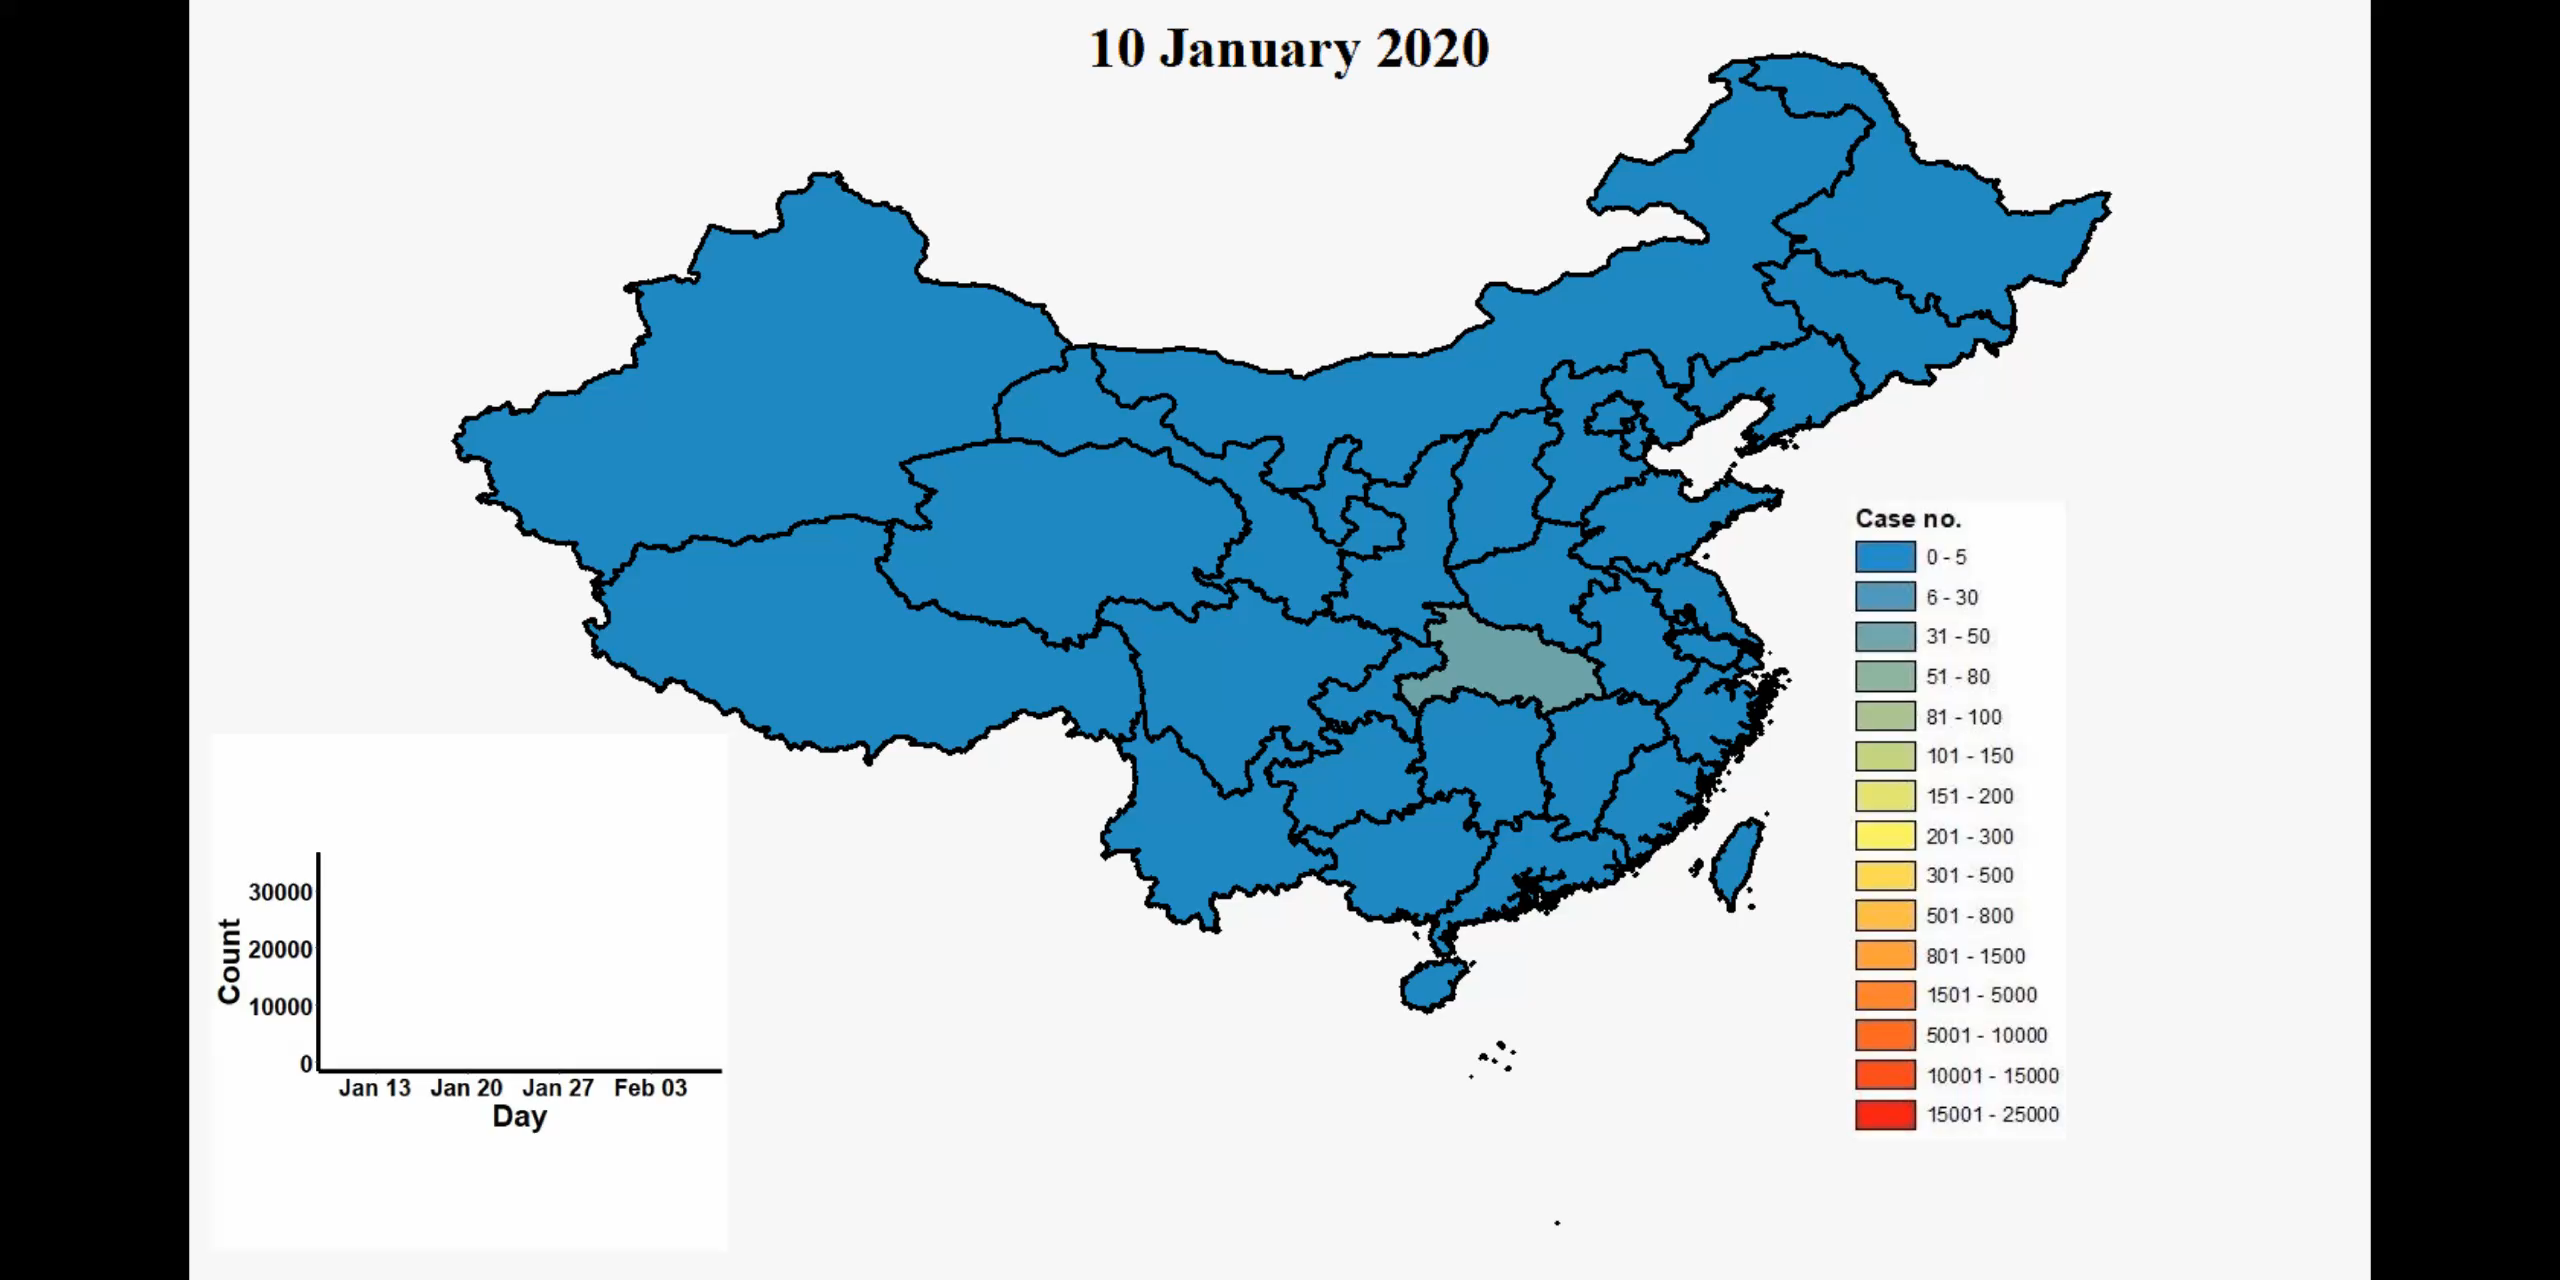 10 January 2020
Case no.
0 - 5
6 - 30
31 - 50
51 - 80
81 - 100
101 - 150
151 - 200
201 - 300
301 - 500
501 - 800
801 - 1500
1501 - 5000
5001 - 10000
10001 - 15000
15001 - 25000
Count
30000
20000
10000
0
Jan 13 Jan 20 Jan 27 Feb 03
Day